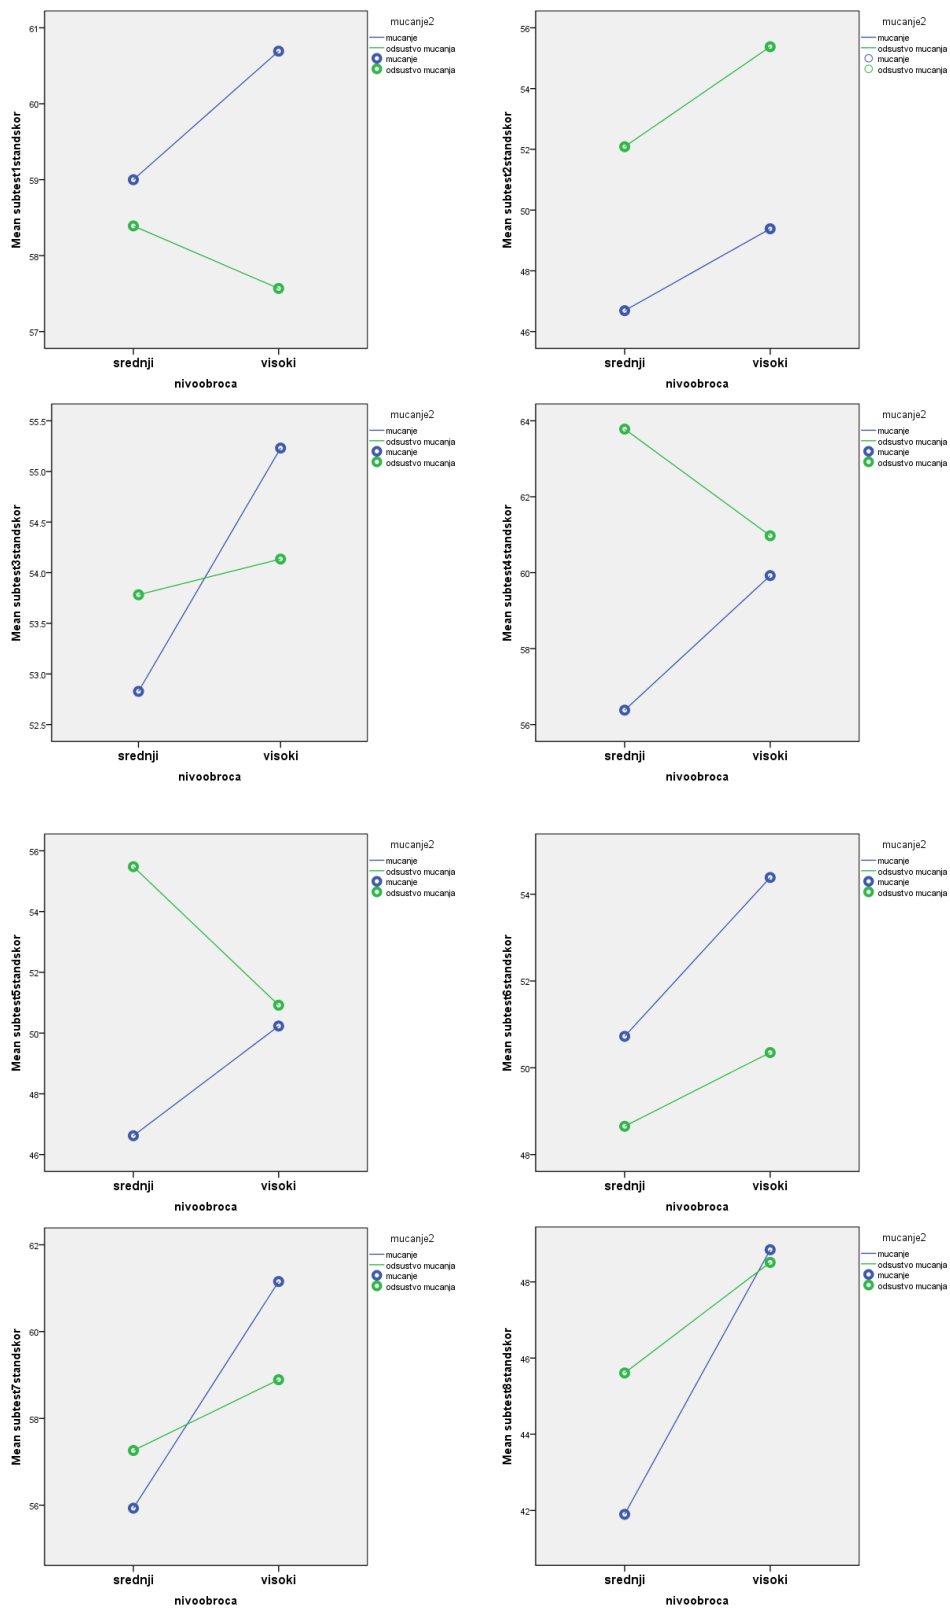 mucanje2
mucanje
odsustvo mucanja
mucanje
odsustvo mucanja
61
60
59
58
57
Mean subtest1standskor
srednji
visoki
nivoobroca
mucanje2
mucanje
odsustvo mucanja
mucanje
odsustvo mucanja
56
54
52
50
48
46
Mean subtest2standskor
srednji
visoki
nivoobroca
mucanje2
mucanje
odsustvo mucanja
mucanje
odsustvo mucanja
55.5
55.0
54.5
54.0
53.5
53.0
52.5
Mean subtest3standskor
srednji
visoki
nivoobroca
mucanje2
mucanje
odsustvo mucanja
mucanje
odsustvo mucanja
64
62
60
58
56
Mean subtest4standskor
srednji
visoki
nivoobroca
mucanje2
mucanje
odsustvo mucanja
mucanje
odsustvo mucanja
56
54
52
50
48
46
Mean subtest5standskor
srednji
visoki
nivoobroca
mucanje2
mucanje
odsustvo mucanja
mucanje
odsustvo mucanja
54
52
50
48
Mean subtest6standskor
srednji
visoki
nivoobroca
mucanje2
mucanje
odsustvo mucanja
mucanje
odsustvo mucanja
62
60
58
56
Mean subtest7standskor
srednji
visoki
nivoobroca
mucanje2
mucanje
odsustvo mucanja
mucanje
odsustvo mucanja
48
46
44
42
Mean subtest8standskor
srednji
visoki
nivoobroca